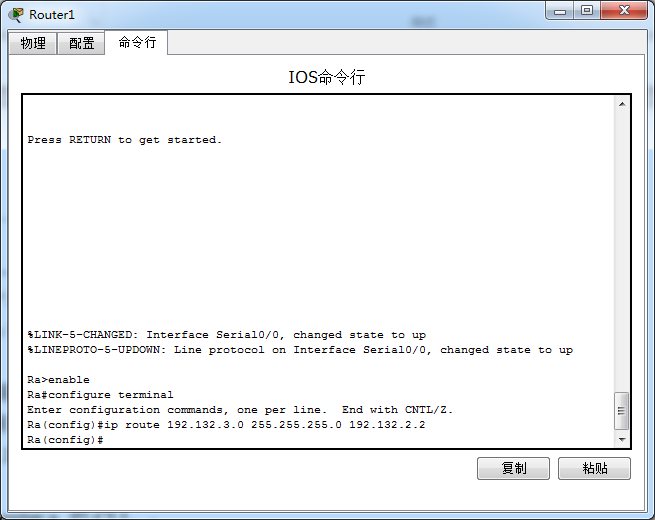 Router1
物理 配置 命令行
IOS命令行
Press RETURN to get started.
%LINK-5-CHANGED: Interface Serial0/0, changed state to up
%LINEPROTO-5-UPDOWN: Line protocol on Interface Serial0/0, changed state to up
Ra>enable
Ra#configure terminal
Enter configuration commands, one per line.  End with CNTL/Z.
Ra(config)#ip route 192.132.3.0 255.255.255.0 192.132.2.2
Ra(config)#
复制 粘贴